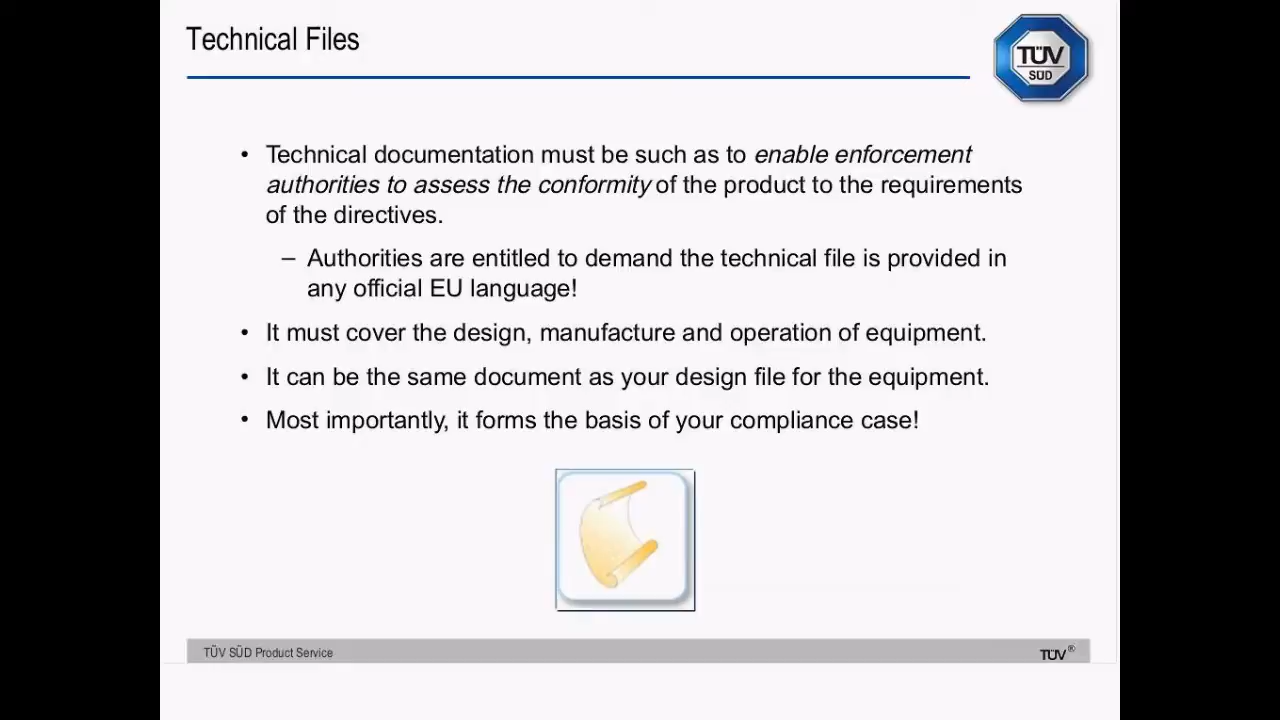 Technical Files
TÜV
SÜD
• Technical documentation must be such as to enable enforcement
authorities to assess the conformity of the product to the requirements
of the directives.
– Authorities are entitled to demand the technical file is provided in
any official EU language!
• It must cover the design, manufacture and operation of equipment.
• It can be the same document as your design file for the equipment.
• Most importantly, it forms the basis of your compliance case!
TÜV SÜD Product Service
TÜV®